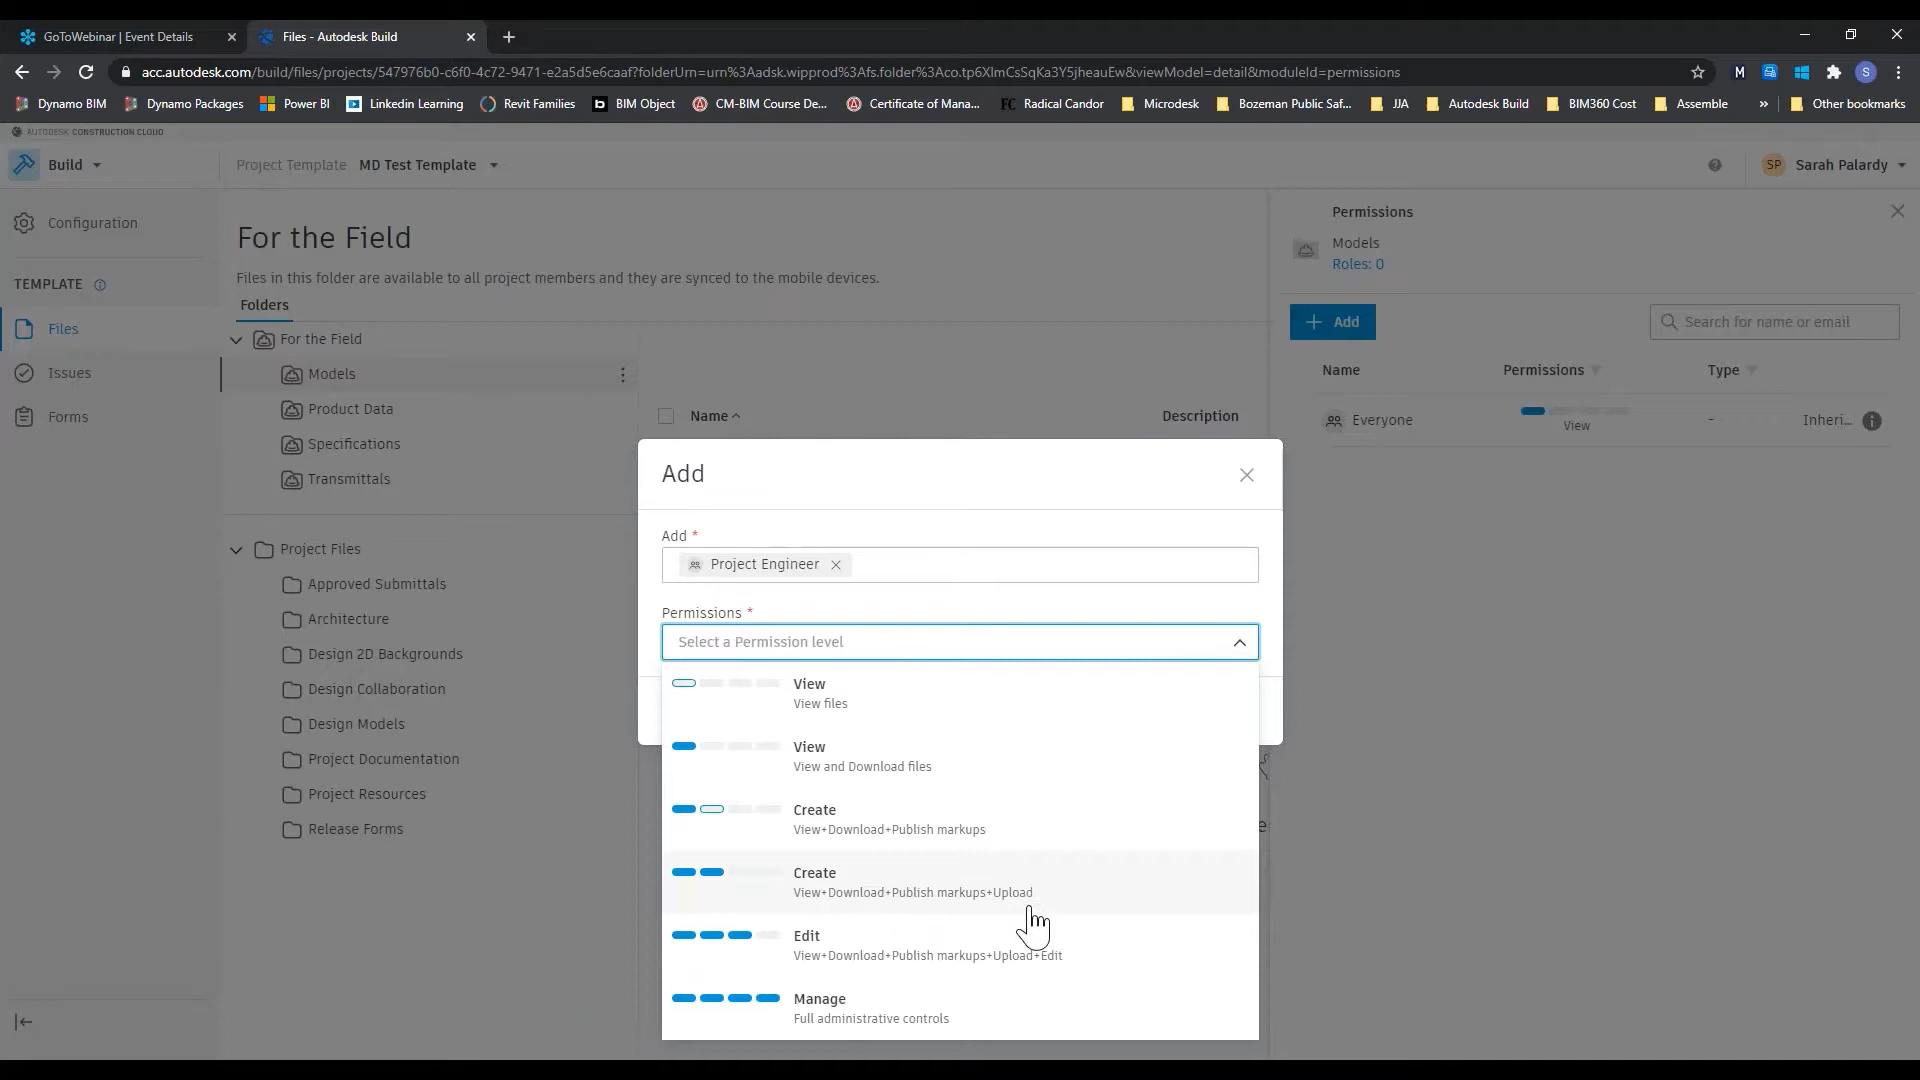 GoToWebinar | Event Details
Files - Autodesk Build
acc.autodesk.com/build/files/projects/547976b0-c6f0-4c72-9471-e2a5d5e6caaf?folderUrn=urn%3Aadsk.wipprod%3Afs.folder%3Aco.tp6XlmCsSqKa3Y5jheauEw&viewModel=detail&moduleId=permissions
M
S
Dynamo BIM
Dynamo Packages
Power BI
Linkedin Learning
Revit Families
b BIM Object
CM-BIM Course De...
Certificate of Mana...
FC Radical Candor
Microdesk
Bozeman Public Saf...
JJA
Autodesk Build
BIM360 Cost
Assemble
»
Other bookmarks
AUTODESK CONSTRUCTION CLOUD
Build
Project Template MD Test Template
SP Sarah Palardy
Configuration
TEMPLATE
Files
Issues
Forms
For the Field
Files in this folder are available to all project members and they are synced to the mobile devices.
Folders
For the Field
Models
Product Data
Specifications
Transmittals
Project Files
Approved Submittals
Architecture
Design 2D Backgrounds
Design Collaboration
Design Models
Project Documentation
Project Resources
Release Forms
Name
Description
Permissions
Models
Roles: 0
+ Add
Search for name or email
Name
Permissions
Type
Everyone
View
-
Inheri...
Add
Add *
Project Engineer
Permissions *
Select a Permission level
View
View files
View
View and Download files
Create
View+Download+Publish markups
Create
View+Download+Publish markups+Upload
Edit
View+Download+Publish markups+Upload+Edit
Manage
Full administrative controls